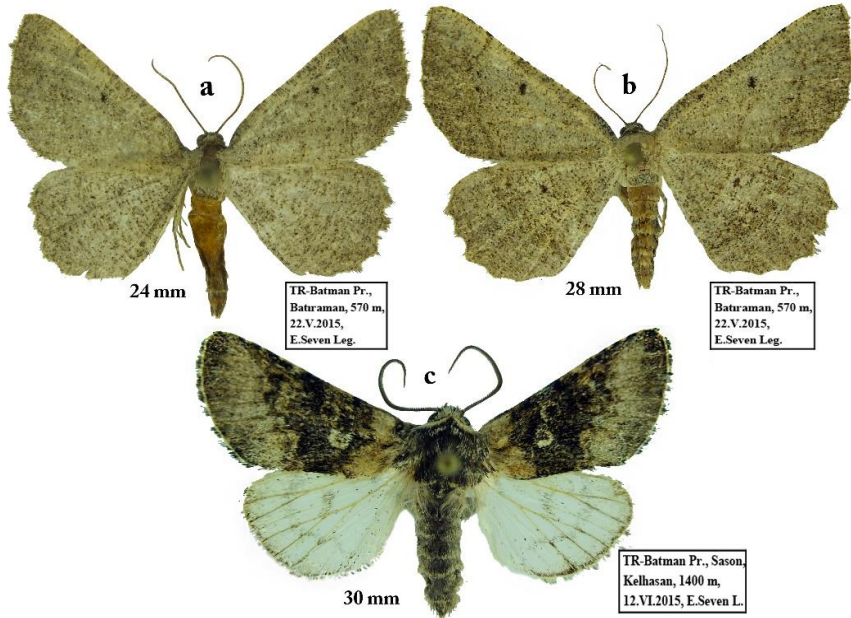 a
b
24 mm
TR-Batman Pr.,
Batıraman, 570 m,
22.V.2015,
E.Seven Leg.
28 mm
TR-Batman Pr.,
Batıraman, 570 m,
22.V.2015,
E.Seven Leg.
c
30 mm
TR-Batman Pr., Sason,
Kelhasan, 1400 m,
12.VI.2015, E.Seven L.